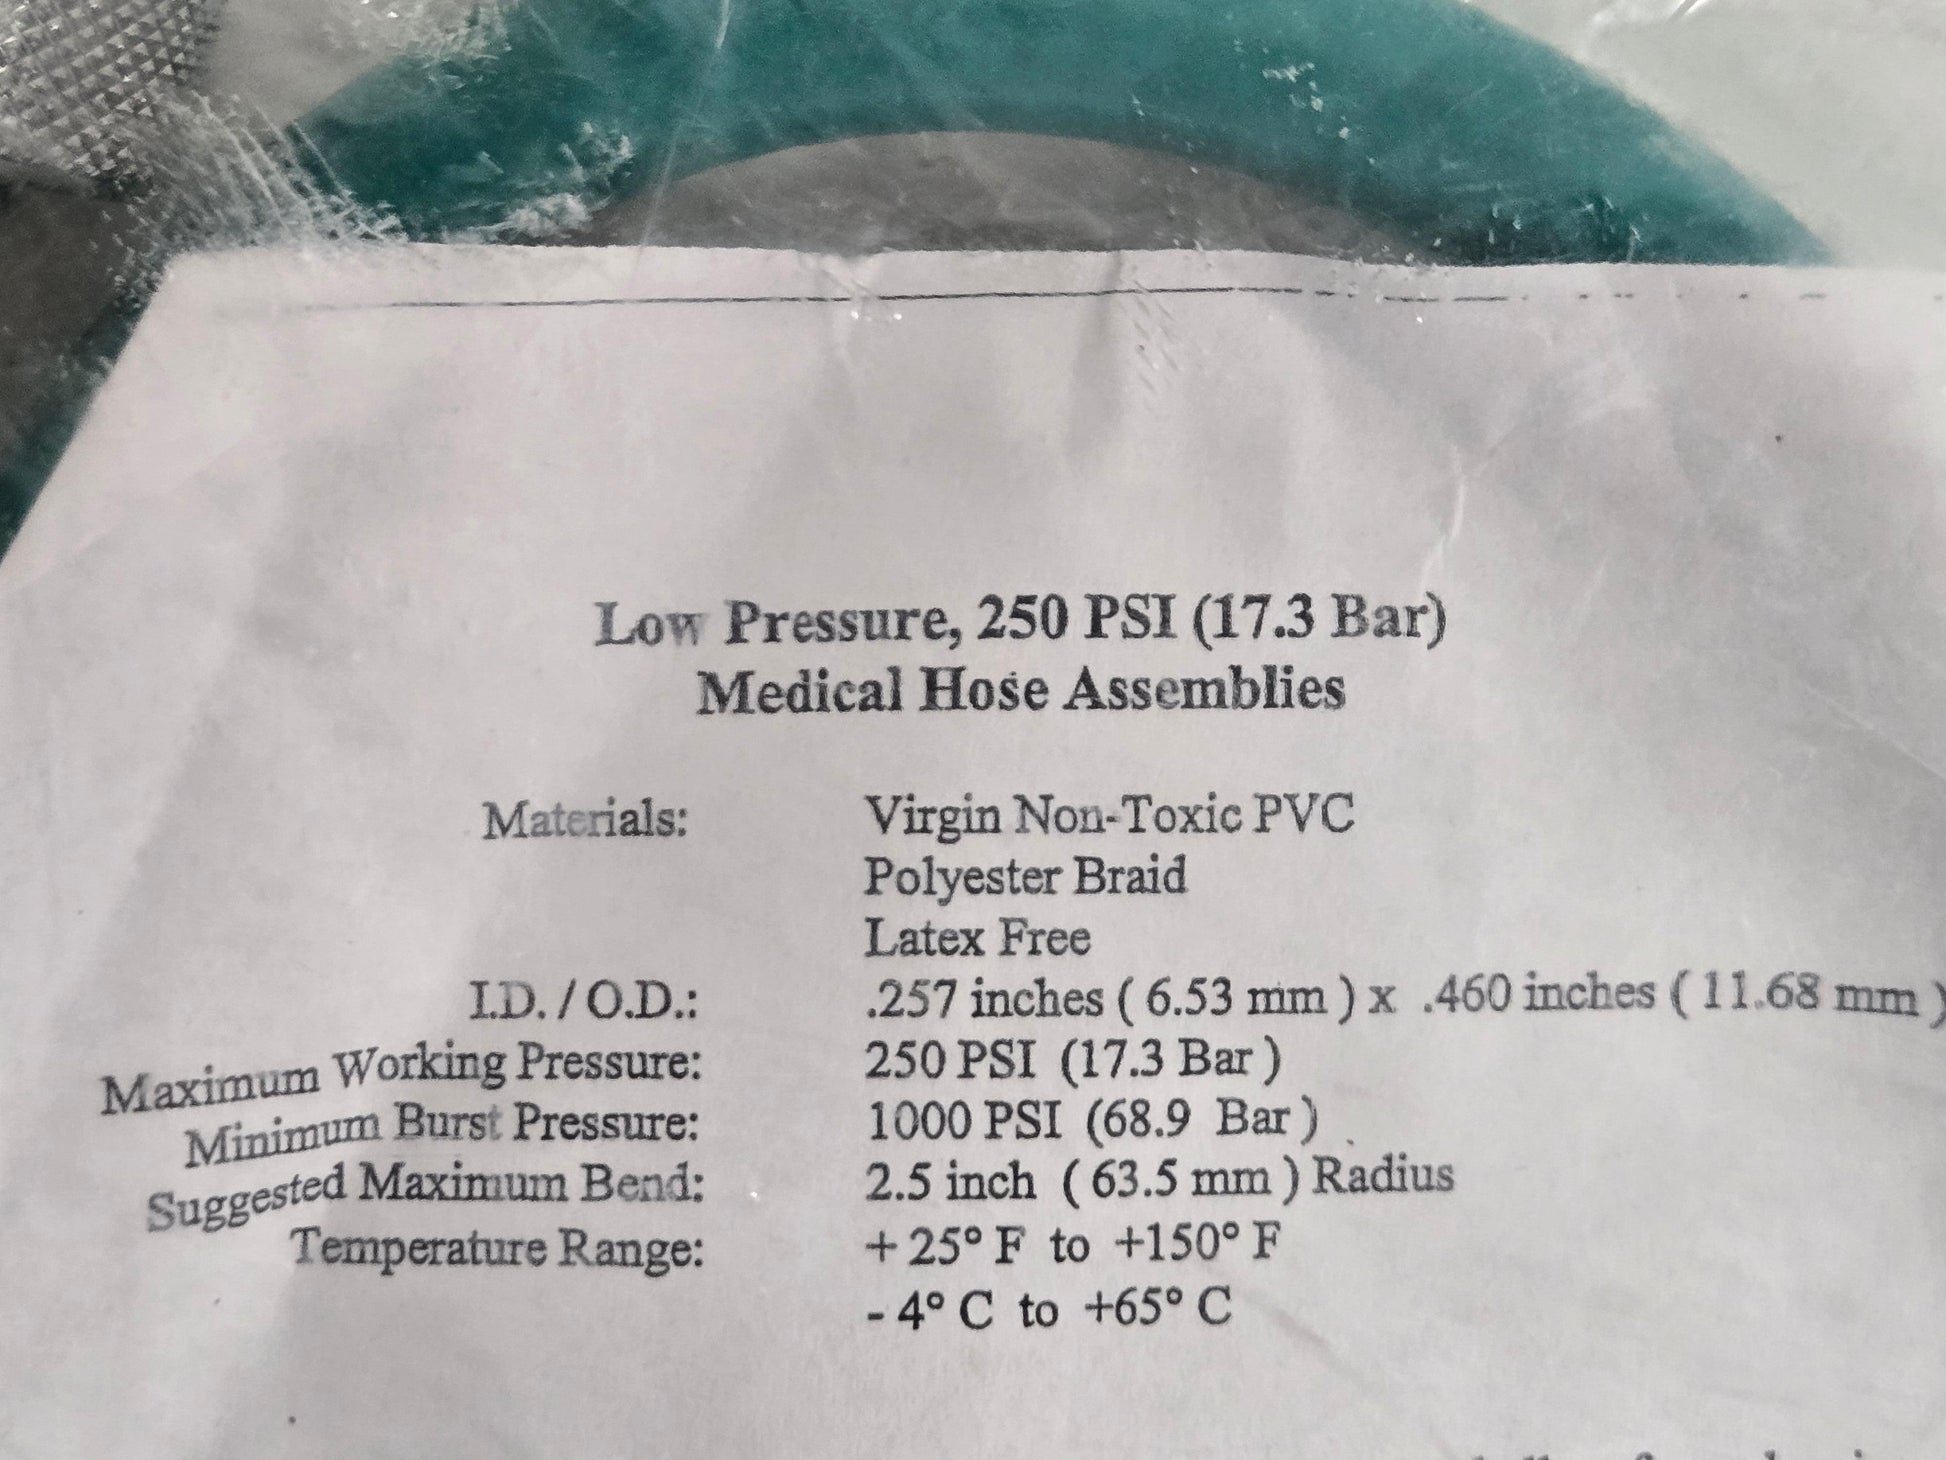 Low Pressure, 250 PSI (17.3 Bar)
Medical Hose Assemblies
Materials: Virgin Non-Toxic PVC
Polyester Braid
Latex Free
I.D. / O.D.: .257 inches ( 6.53 mm ) x .460 inches ( 11.68 mm )
Maximum Working Pressure: 250 PSI (17.3 Bar )
Minimum Burst Pressure: 1000 PSI (68.9 Bar )
Suggested Maximum Bend: 2.5 inch ( 63.5 mm ) Radius
Temperature Range: + 25° F to +150° F
- 4° C to +65° C